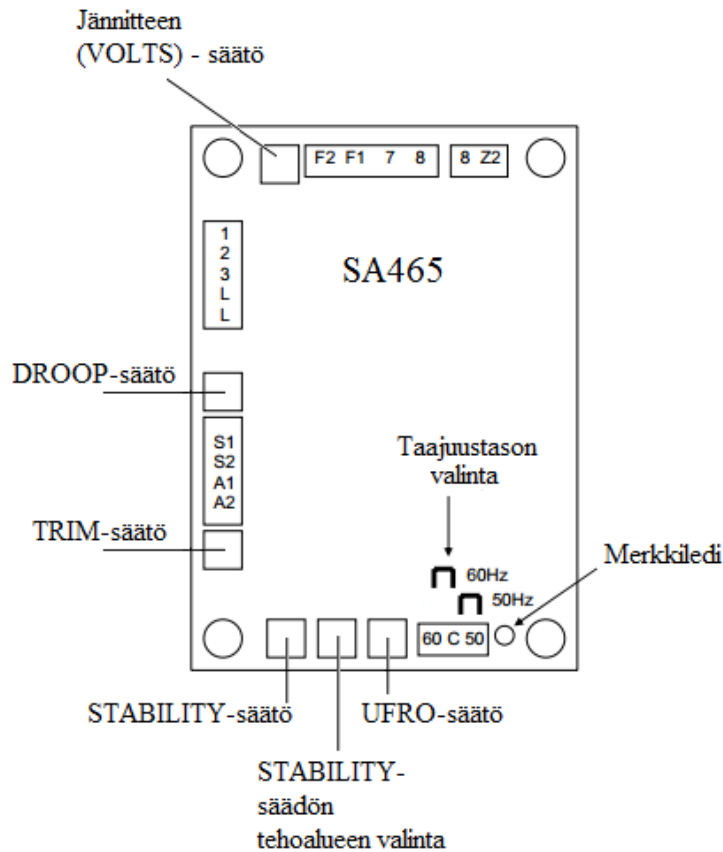 Jännitteen
(VOLTS) - säätö
F2 F1 7 8
8 Z2
1
2
3
L
L
SA465
DROOP-säätö
S1
S2
A1
A2
Taajuustason
valinta
TRIM-säätö
Merkkiledi
60Hz
50Hz
60 C 50
STABILITY-säätö
UFRO-säätö
STABILITY-
säädön
tehoalueen valinta